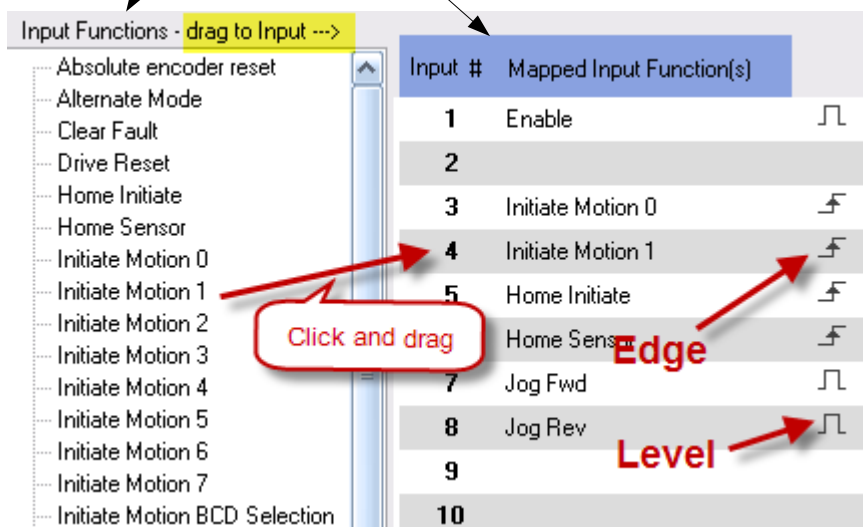 Input Functions - drag to Input --->
Absolute encoder reset
Alternate Mode
Clear Fault
Drive Reset
Home Initiate
Home Sensor
Initiate Motion 0
Initiate Motion 1
Initiate Motion 2
Initiate Motion 3
Initiate Motion 4
Initiate Motion 5
Initiate Motion 6
Initiate Motion 7
Initiate Motion BCD Selection
Click and drag
Input # Mapped Input Function(s)
1 Enable
2
3 Initiate Motion 0
4 Initiate Motion 1
5 Home Initiate
Home Sensor
7 Jog Fwd
8 Jog Rev
9
10
Edge
Level